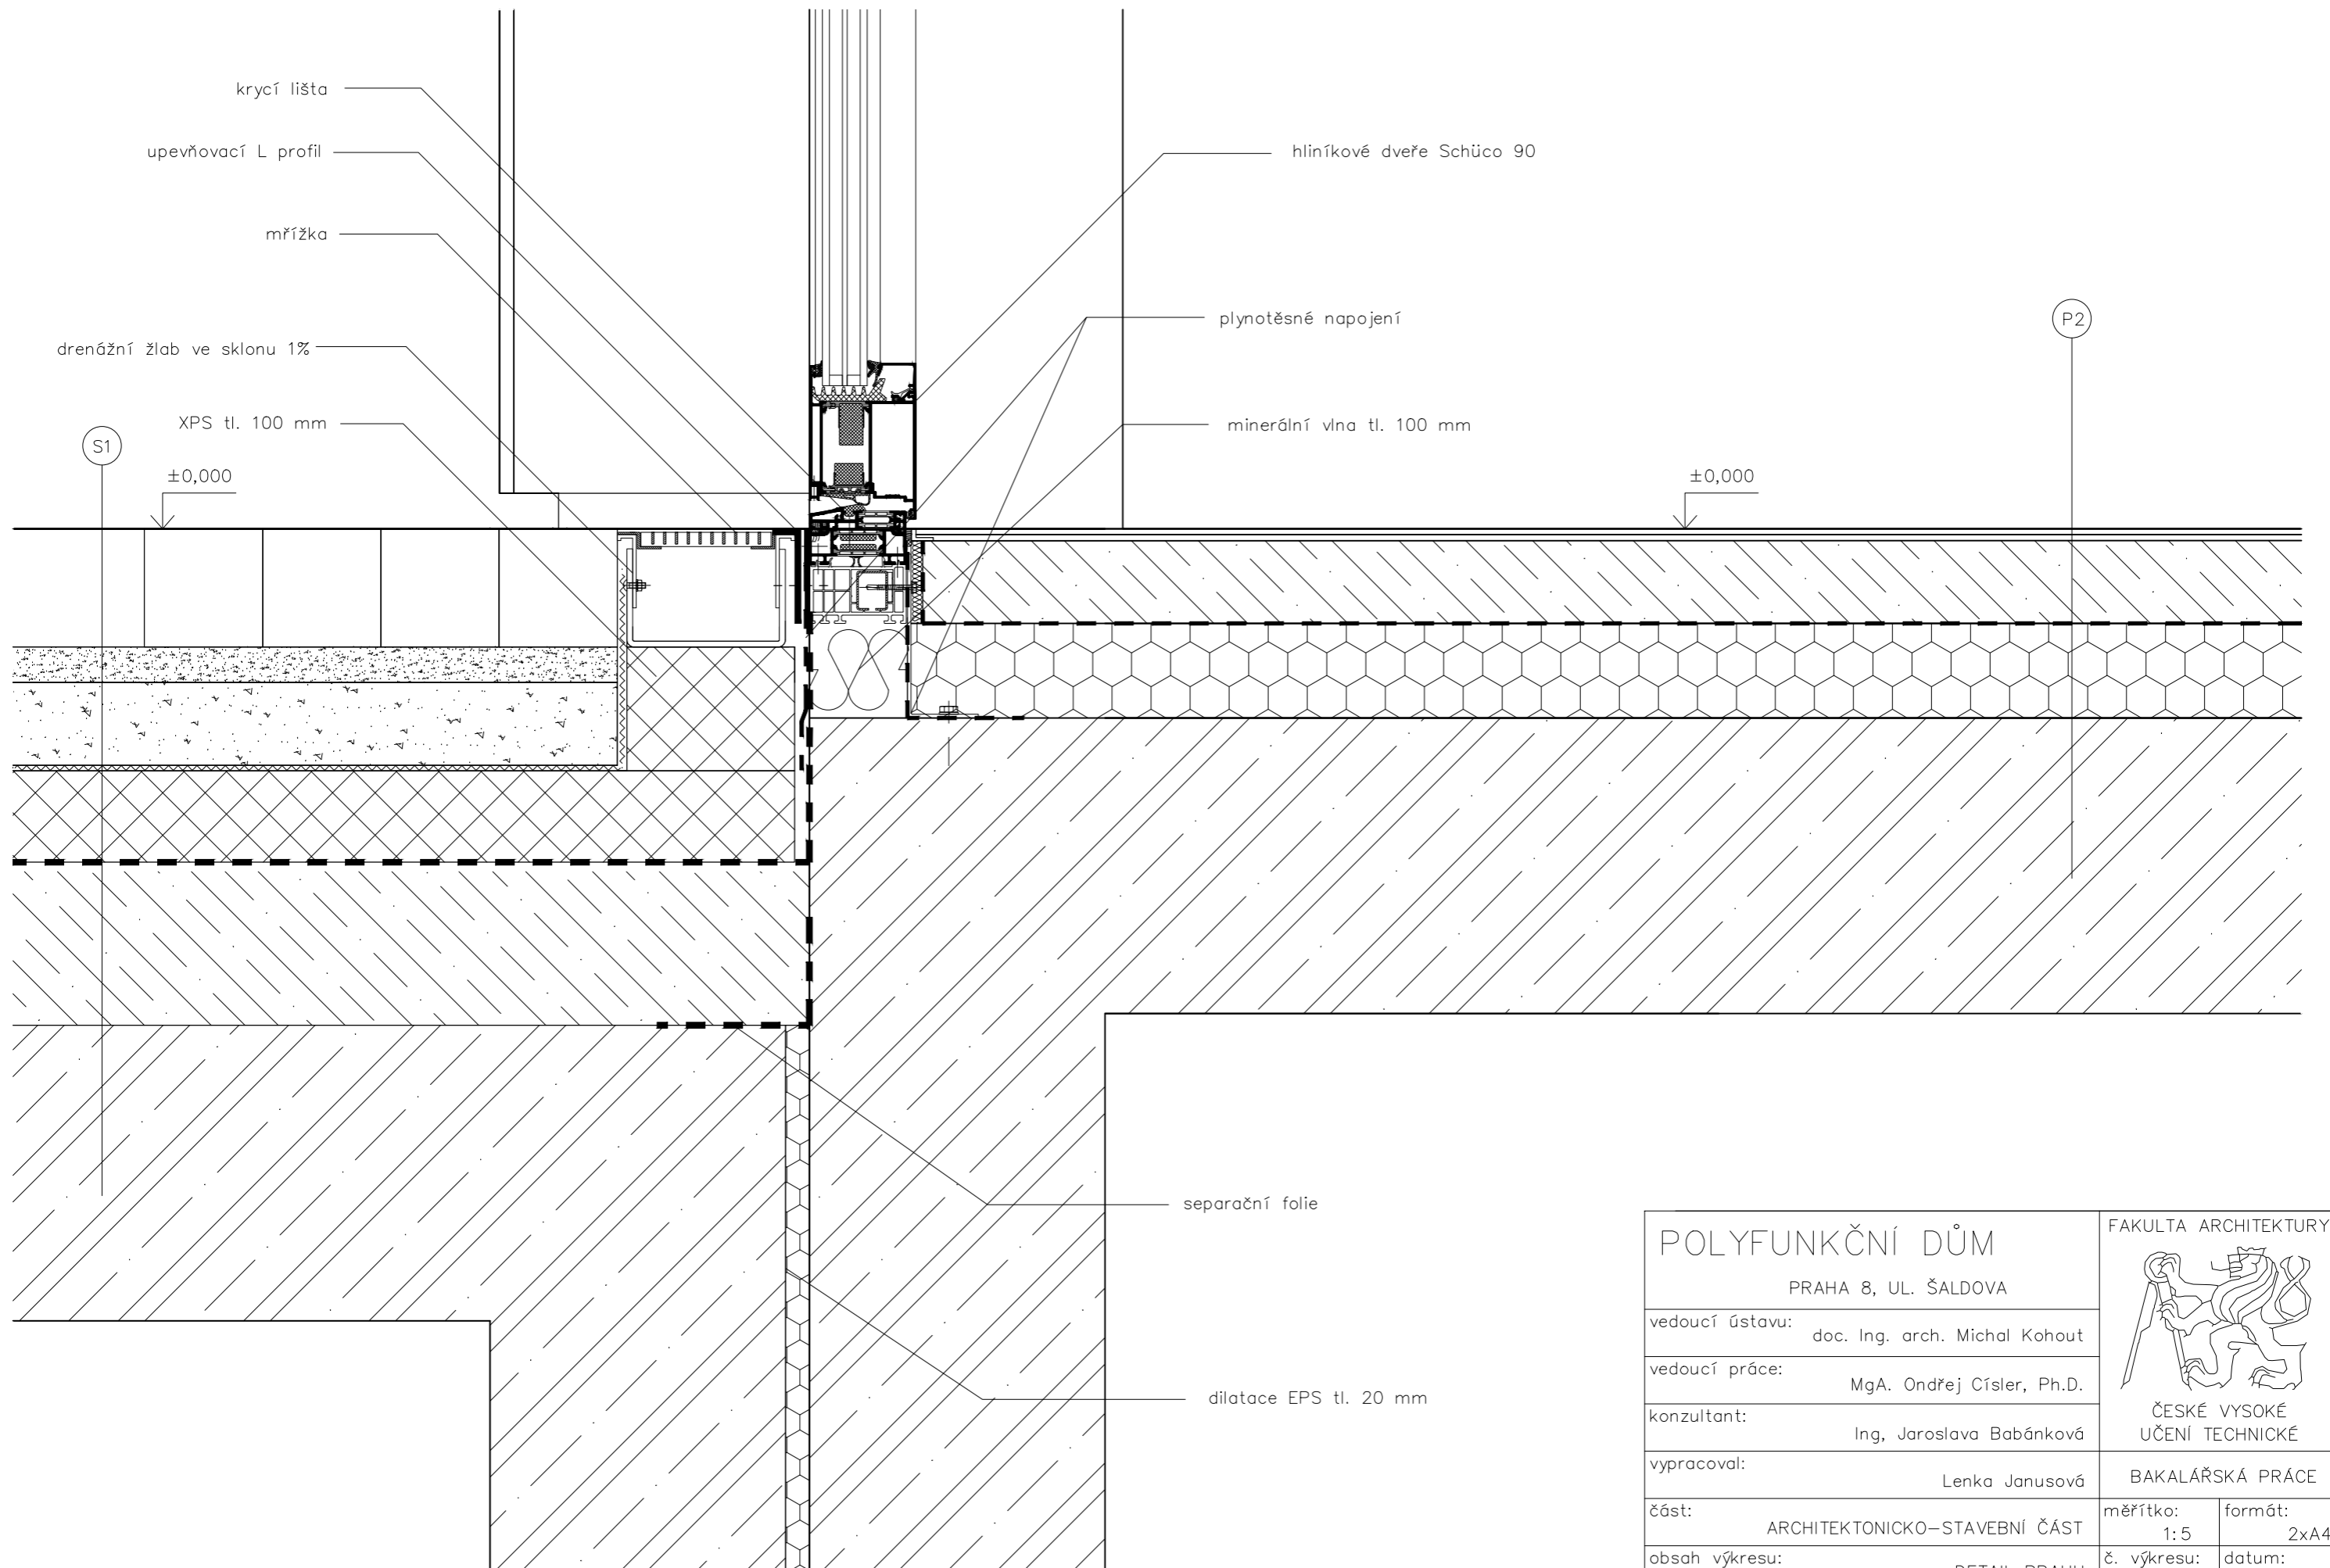 krycí lišta
upevňovací L profil
mřížka
drenážní žlab ve sklonu 1%
XPS tl. 100 mm
S1
±0,000
hliníkové dveře Schüco 90
plynotěsné napojení
minerální vlna tl. 100 mm
P2
±0,000
separační folie
dilatace EPS tl. 20 mm
POLYFUNKČNÍ DŮM
PRAHA 8, UL. ŠALDOVA
FAKULTA ARCHITEKTURY
ČESKÉ VYSOKÉ
UČENÍ TECHNICKÉ
vedoucí ústavu:
doc. Ing. arch. Michal Kohout
vedoucí práce:
MgA. Ondřej Císler, Ph.D.
konzultant:
Ing, Jaroslava Babánková
vypracoval:
Lenka Janusová
BAKALÁŘSKÁ PRÁCE
část:
ARCHITEKTONICKO-STAVEBNÍ ČÁST
měřítko:
1:5
formát:
2xA4
obsah výkresu:
DETAIL PRAHU
č. výkresu:
datum: